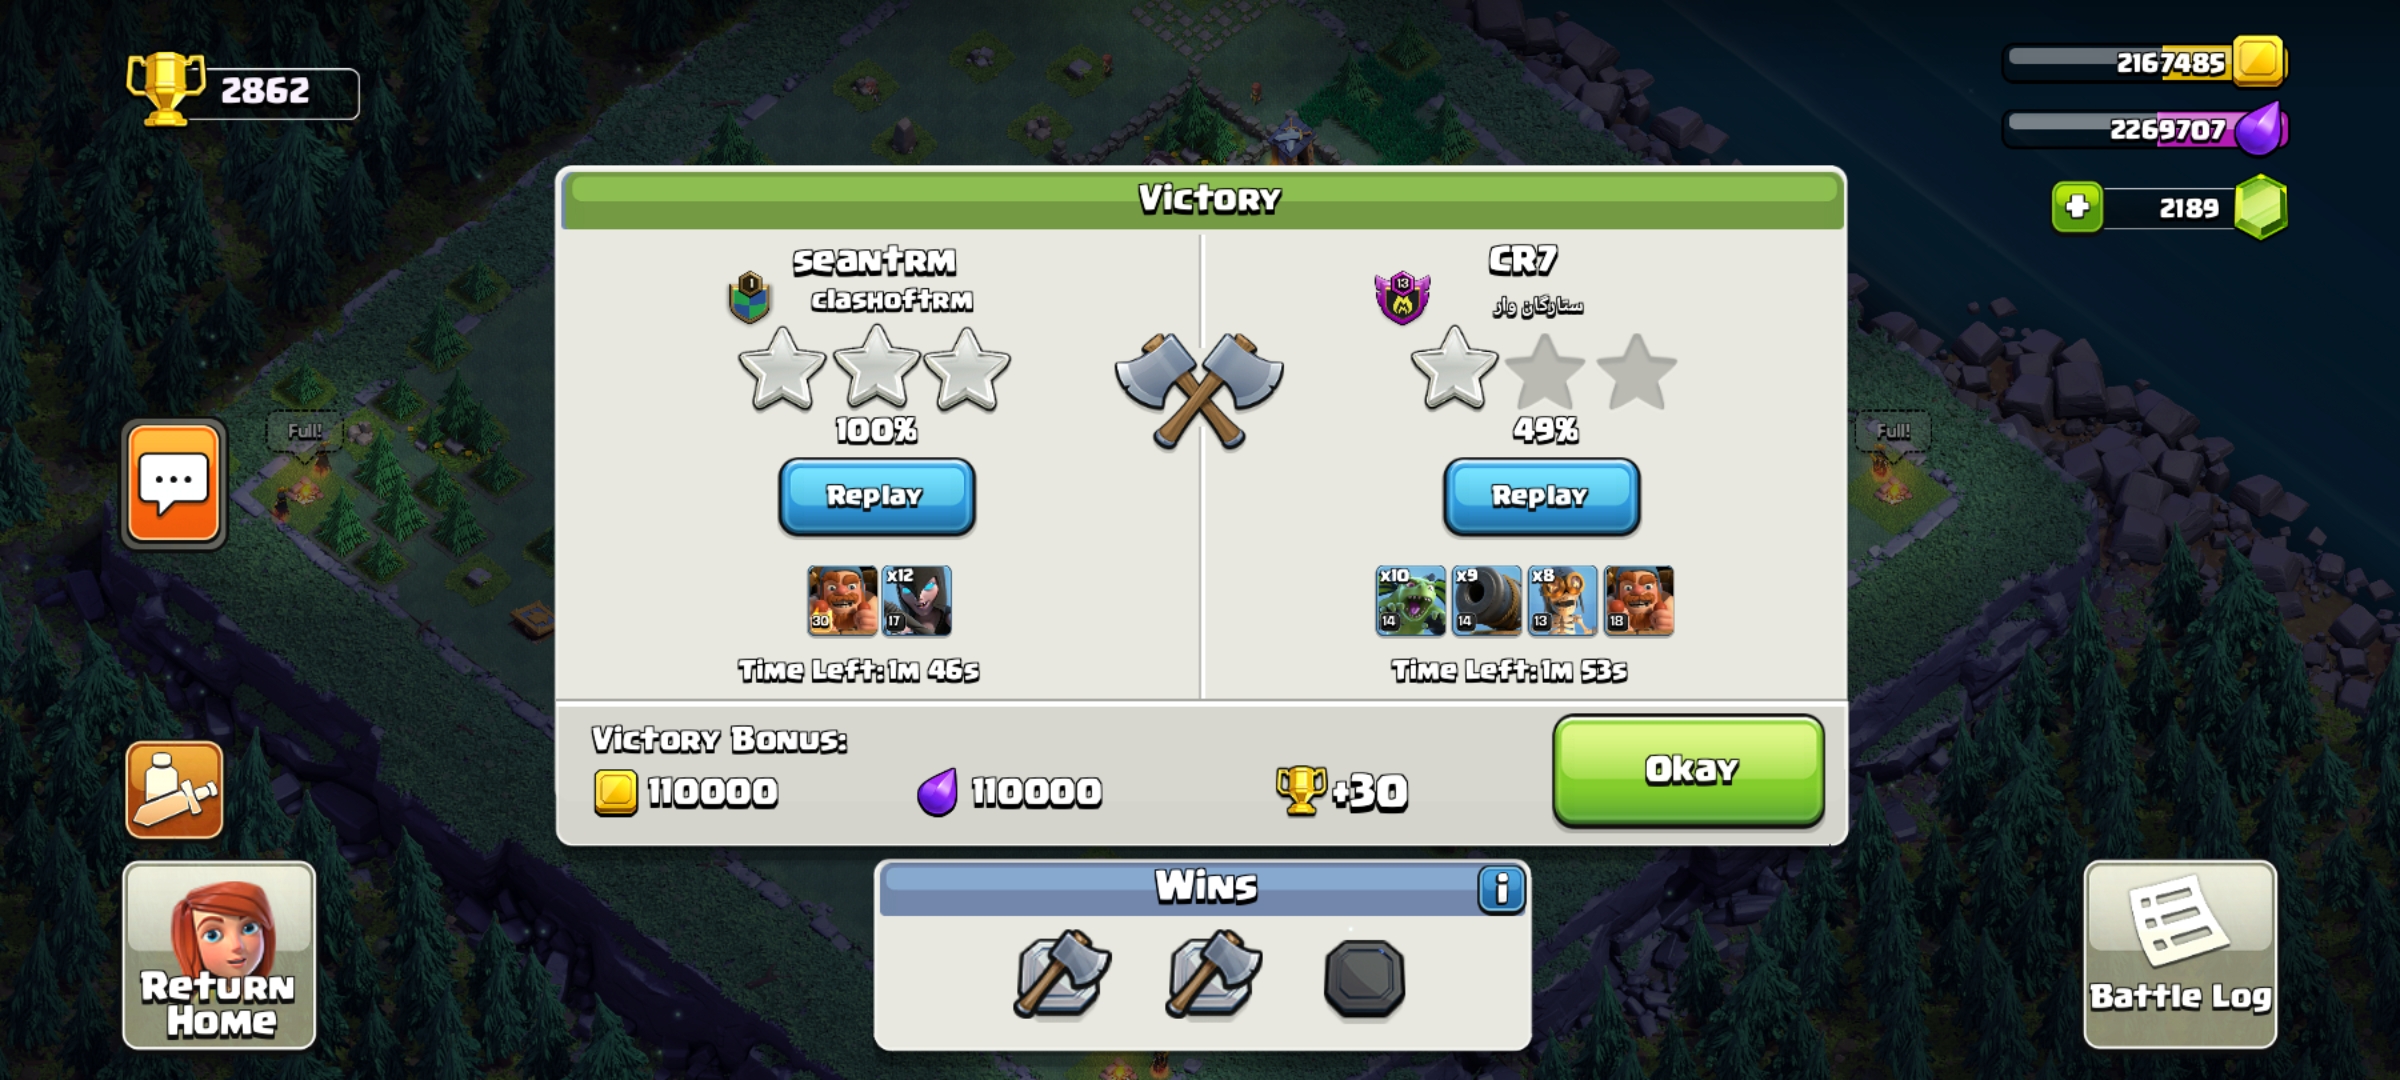 2862
2167485
2269707
2189
Victory
seantrm
clashoftrm
1
100%
Replay
30
x12
17
Time Left:1m 46s
CR7
ستارگان وار
13
49%
Replay
x10
14
x9
14
x8
13
18
Time Left:1m 53s
Full!
Full!
Victory Bonus:
110000
110000
+30
Okay
Wins
i
Return
Home
Battle Log